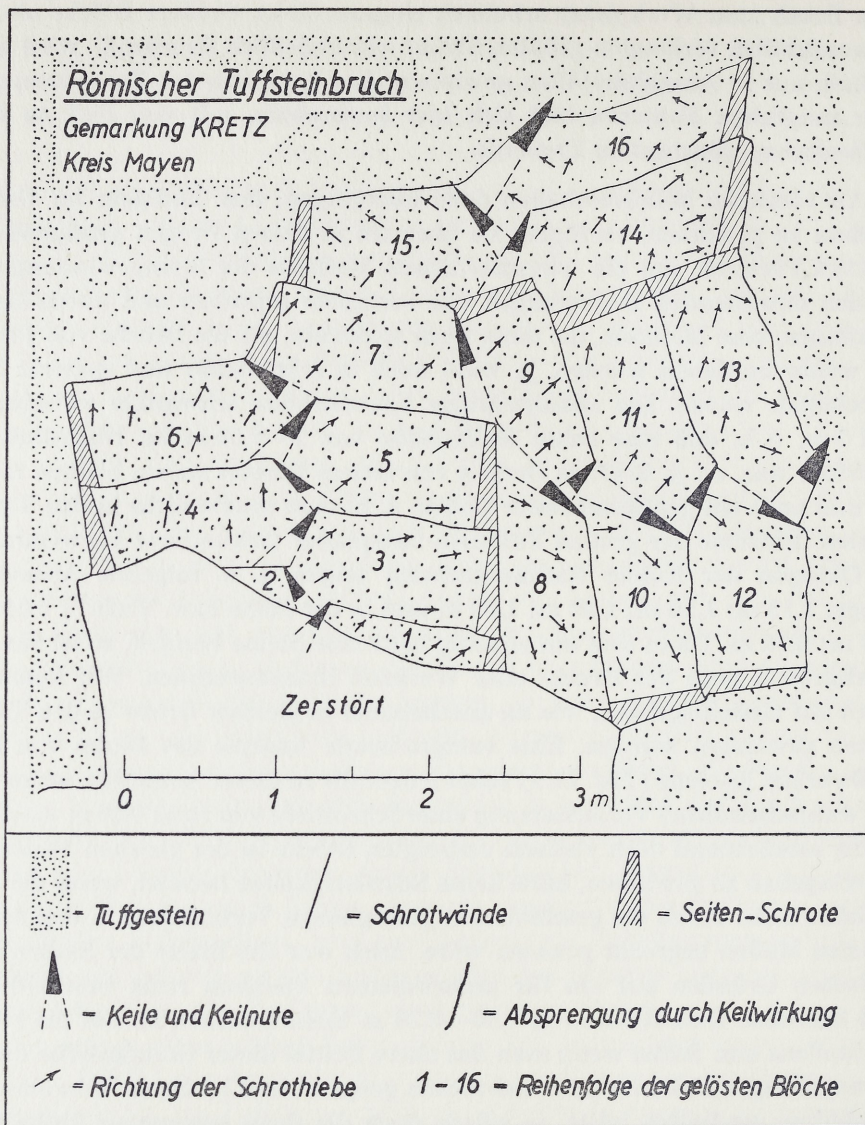 Römischer Tuffsteinbruch
Gemarkung KRETZ
Kreis Mayen
16
15
14
7
9
13
6
11
5
4
3
2
8
10
12
1
Zerstört
0 1 2 3 m
= Tuffgestein
= Schrotwände
= Seiten-Schrote
= Keile und Keilnute
= Absprengung durch Keilwirkung
= Richtung der Schrothiebe
1 - 16 = Reihenfolge der gelösten Blöcke